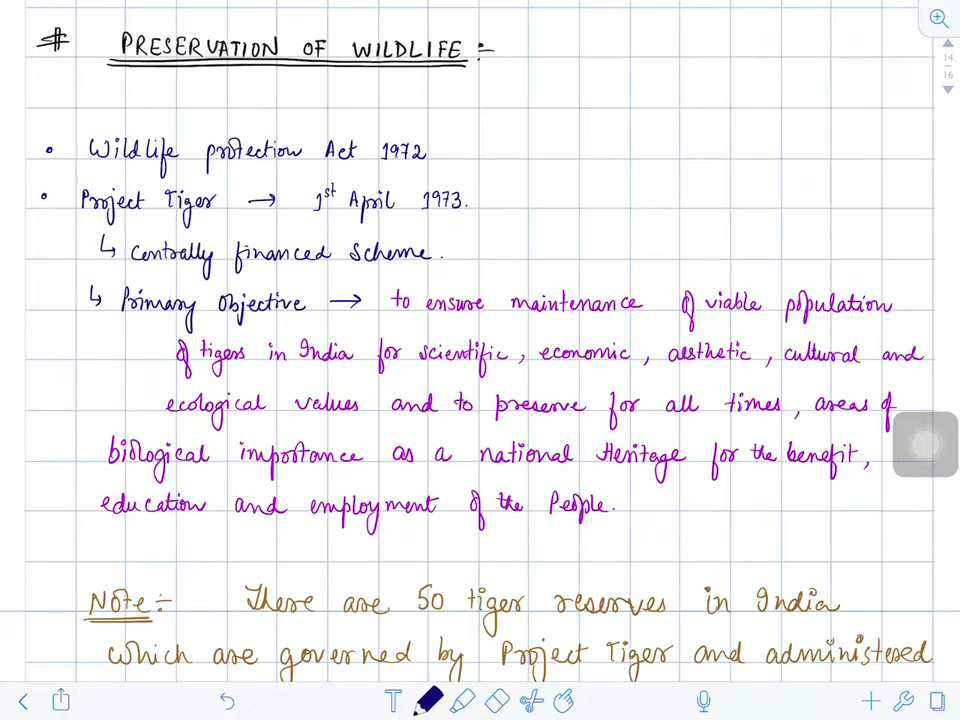 # PRESERVATION OF WILDLIFE :-
14
16
• Wildlife protection Act 1972
• Project Tiger → 1st April 1973.
↳ Centrally financed Scheme.
↳ Primary Objective → to ensure maintenance of viable population
of tigers in India for scientific, economic, aesthetic, cultural and
ecological values and to preserve for all times, areas of
biological importance as a national Heritage for the benefit,
education and employment of the People.
Note :- There are 50 tiger reserves in India
which are governed by Project Tiger and administered
T